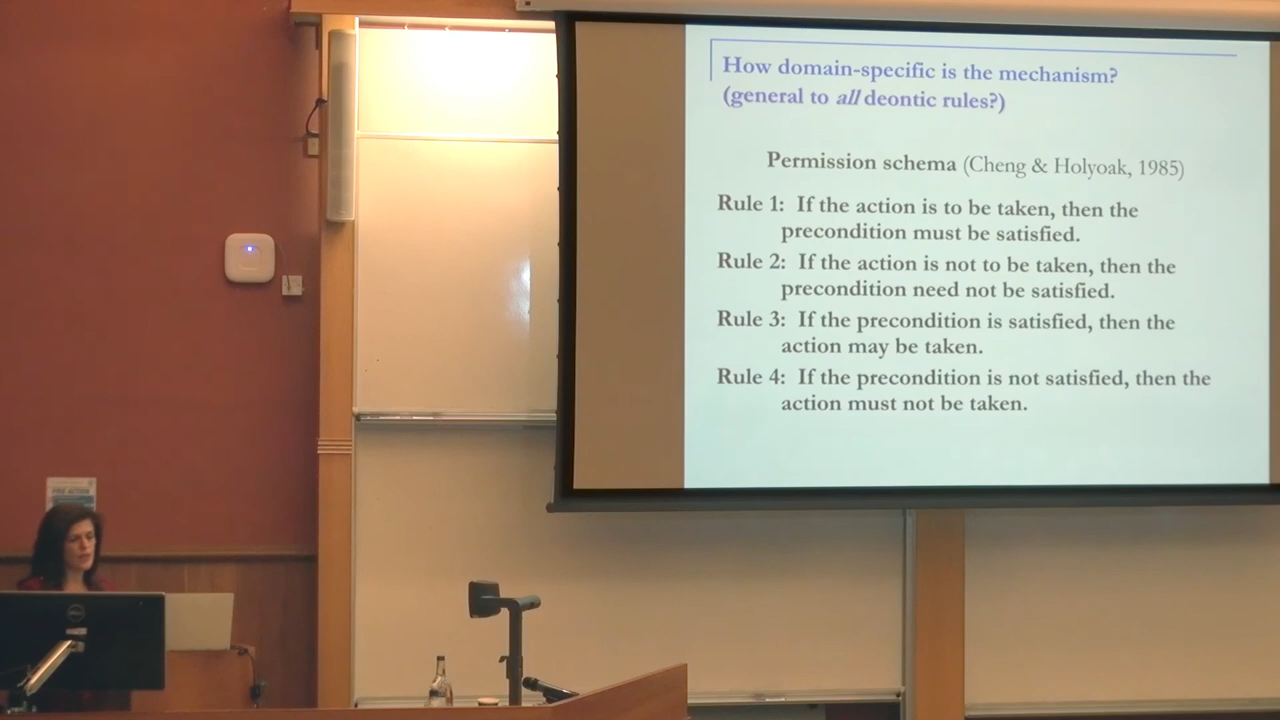 How domain-specific is the mechanism?
(general to all deontic rules?)
Permission schema (Cheng & Holyoak, 1985)
Rule 1: If the action is to be taken, then the
precondition must be satisfied.
Rule 2: If the action is not to be taken, then the
precondition need not be satisfied.
Rule 3: If the precondition is satisfied, then the
action may be taken.
Rule 4: If the precondition is not satisfied, then the
action must not be taken.
FIRE ACTION
DELL